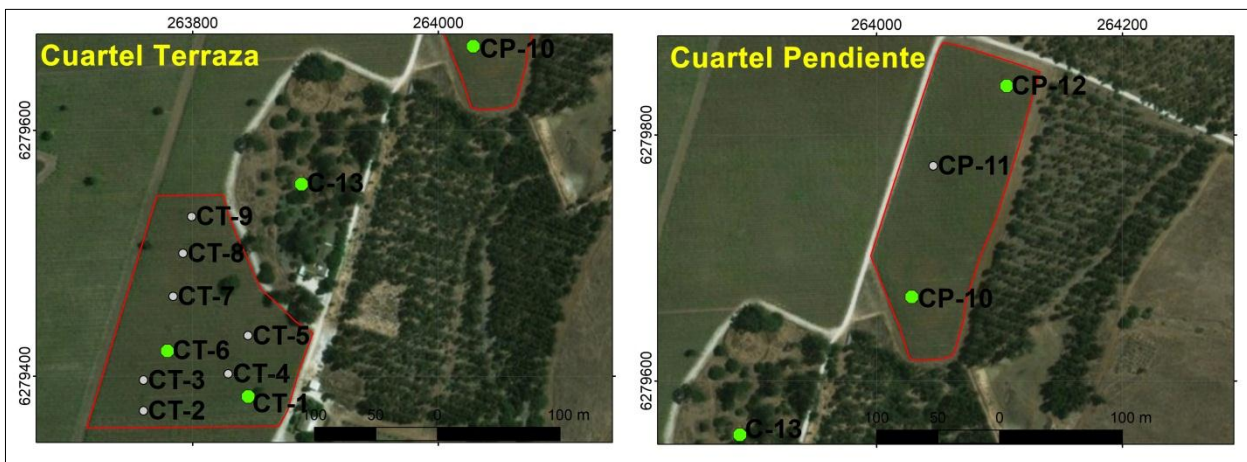 263800
264000
Cuartel Terraza
CP-10
6279600
C-13
CT-9
CT-8
CT-7
CT-5
CT-6
6279400
CT-3
CT-4
CT-1
CT-2
100
50
0
100 m
264000
264200
Cuartel Pendiente
CP-12
6279800
CP-11
CP-10
6279600
C-13
100
50
0
100 m